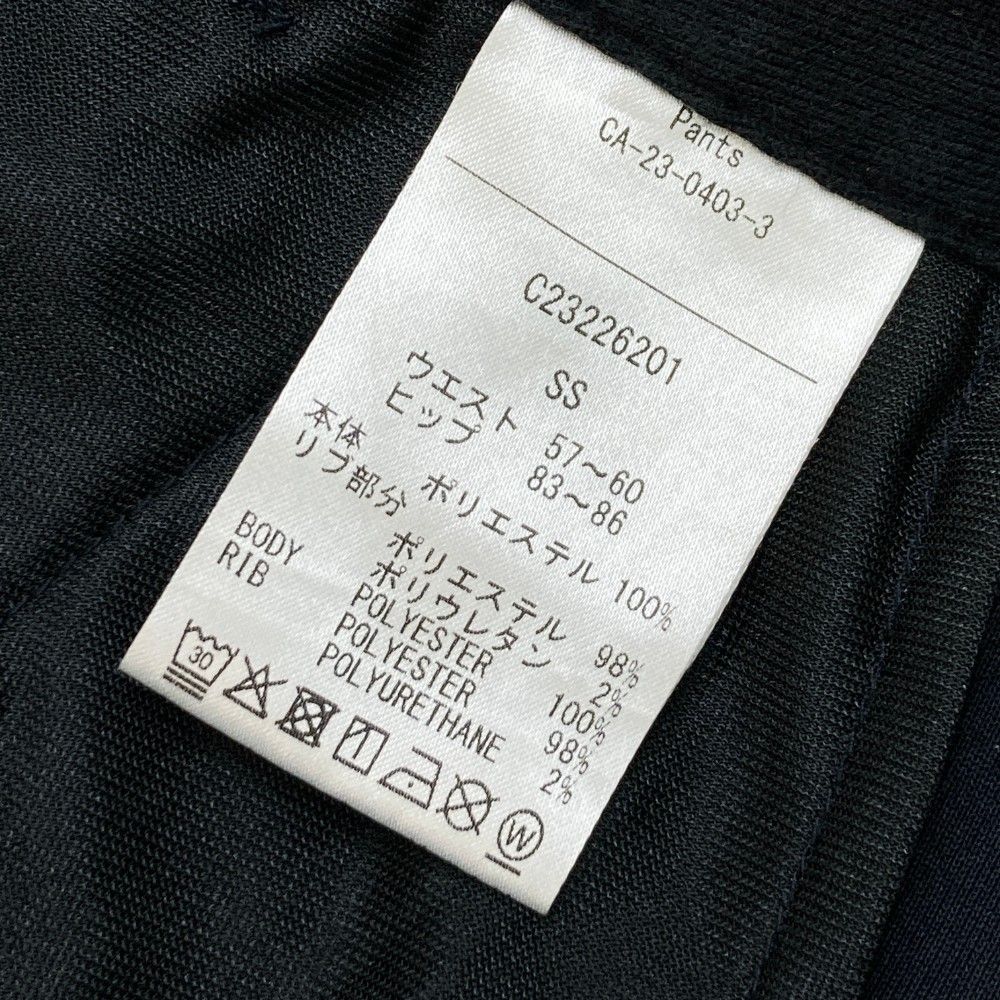 Pants
CA-23-0403-3
C23226201
SS
ウエスト 57〜60
ヒップ 83〜86
本体 ポリエステル 100%
リブ部分 ポリエステル 98%
ポリウレタン 2%
BODY POLYESTER 100%
RIB POLYESTER 98%
POLYURETHANE 2%
30
W